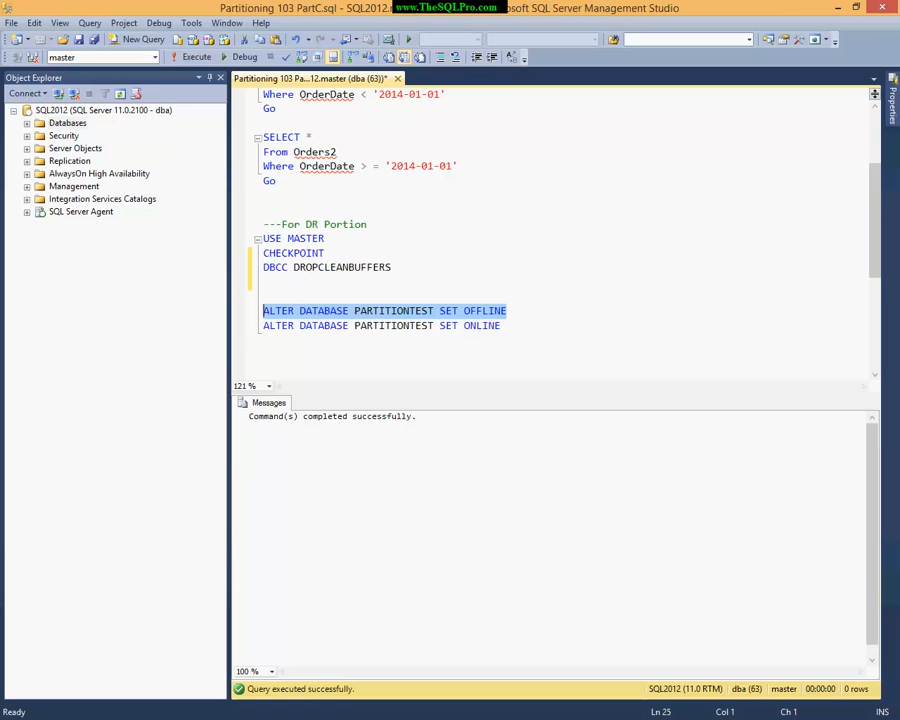 Partitioning 103 PartC.sql - SQL2012.m
www.TheSQLPro.com
osoft SQL Server Management Studio
File Edit View Query Project Debug Tools Window Help
New Query
master
Execute
Debug
Object Explorer
Connect
SQL2012 (SQL Server 11.0.2100 - dba)
Databases
Security
Server Objects
Replication
AlwaysOn High Availability
Management
Integration Services Catalogs
SQL Server Agent
Partitioning 103 Pa...12.master (dba (63))*
Properties
Where OrderDate < '2014-01-01'
Go
SELECT *
From Orders2
Where OrderDate > = '2014-01-01'
Go
---For DR Portion
USE MASTER
CHECKPOINT
DBCC DROPCLEANBUFFERS
ALTER DATABASE PARTITIONTEST SET OFFLINE
ALTER DATABASE PARTITIONTEST SET ONLINE
121 %
Messages
Command(s) completed successfully.
100 %
Query executed successfully.
SQL2012 (11.0 RTM) dba (63) master 00:00:00 0 rows
Ready
Ln 25 Col 1 Ch 1 INS